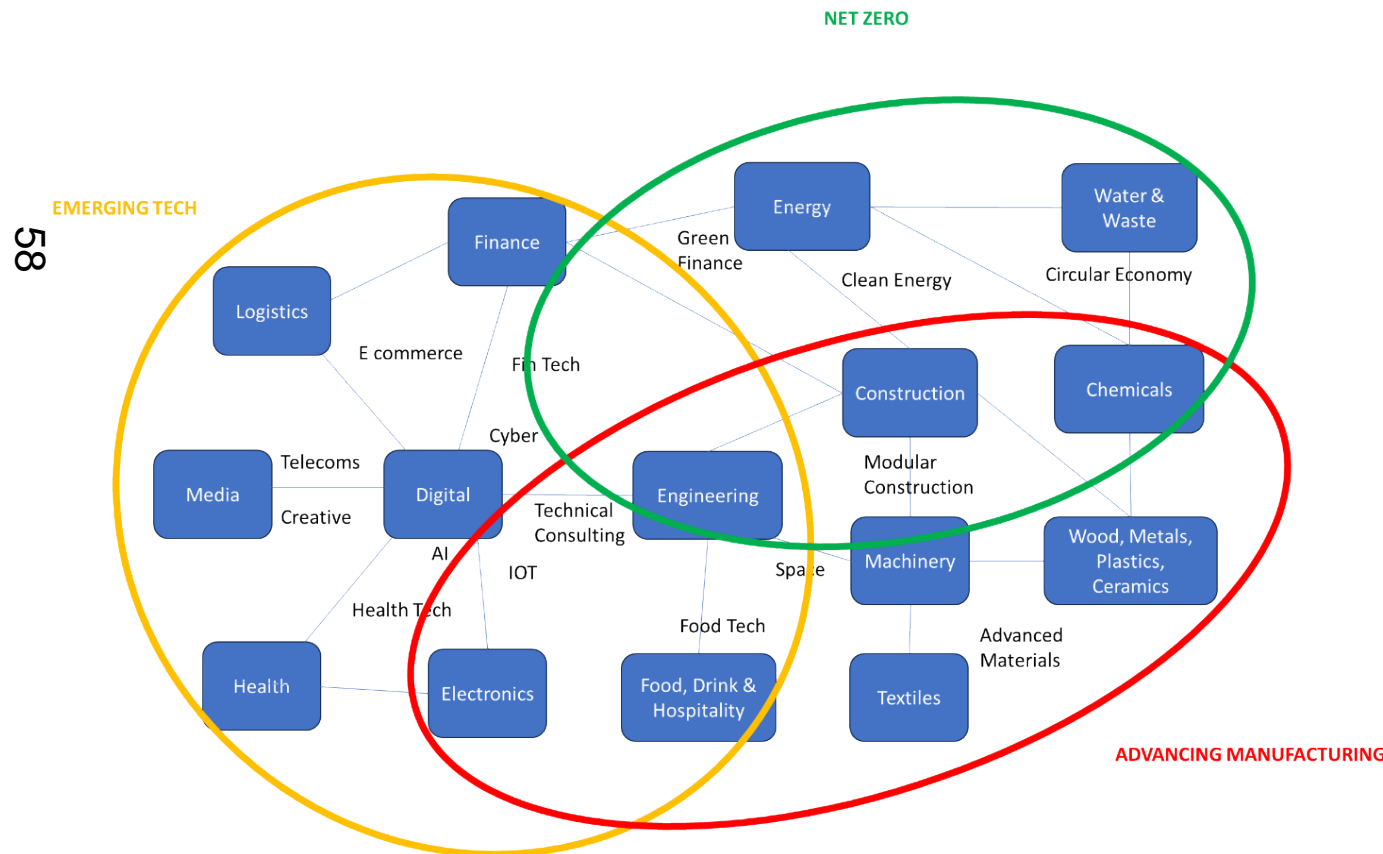 NET ZERO
EMERGING TECH
58
Energy
Water &
Waste
Finance
Green
Finance
Clean Energy
Circular Economy
Logistics
E commerce
Fin Tech
Construction
Chemicals
Cyber
Telecoms
Media
Creative
Digital
Technical
Consulting
Engineering
Modular
Construction
AI
IOT
Space
Machinery
Wood, Metals,
Plastics,
Ceramics
Health Tech
Food Tech
Advanced
Materials
Health
Electronics
Food, Drink &
Hospitality
Textiles
ADVANCING MANUFACTURING